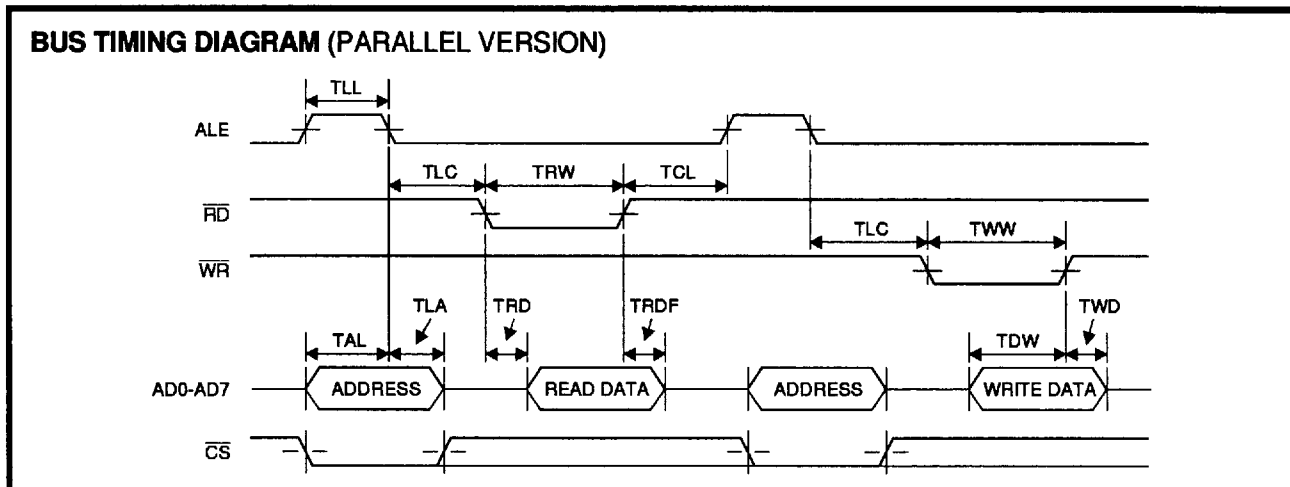 BUS TIMING DIAGRAM (PARALLEL VERSION)
TLL
ALE
TLC TRW TCL
RD
TLC TWW
WR
TLA TRD TRDF TWD
TAL TDW
AD0-AD7 ADDRESS READ DATA ADDRESS WRITE DATA
CS